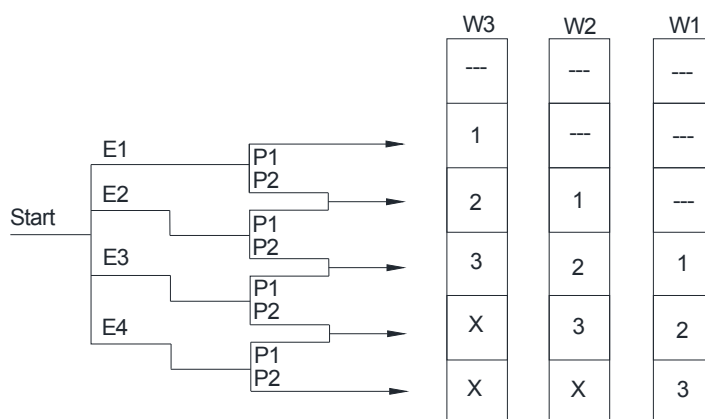 W3 W2 W1
--- --- ---
1 --- ---
E1 P1
P2
E2 2 1 ---
Start P1
P2
E3 3 2 1
P1
P2
E4 X 3 2
P1
P2 X X 3